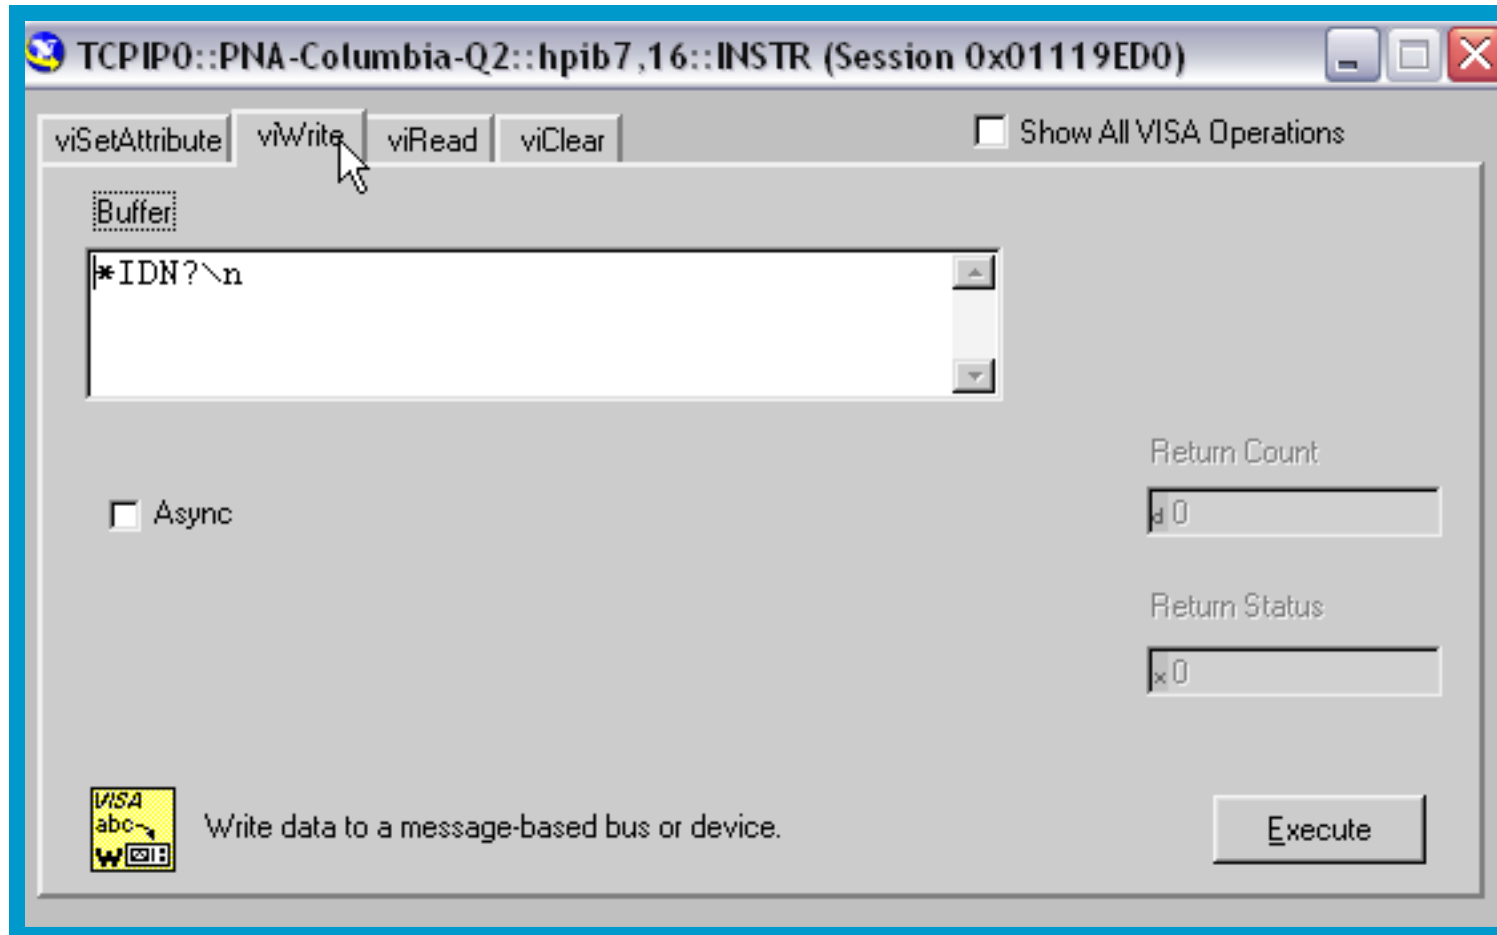 TCPIP0::PNA-Columbia-Q2::hpib7,16::INSTR (Session 0x01119ED0)
viSetAttribute viWrite viRead viClear Show All VISA Operations
Buffer
*IDN?\n
Return Count
Async d 0
Return Status
x 0
VISA
abc
Write data to a message-based bus or device.
W
Execute